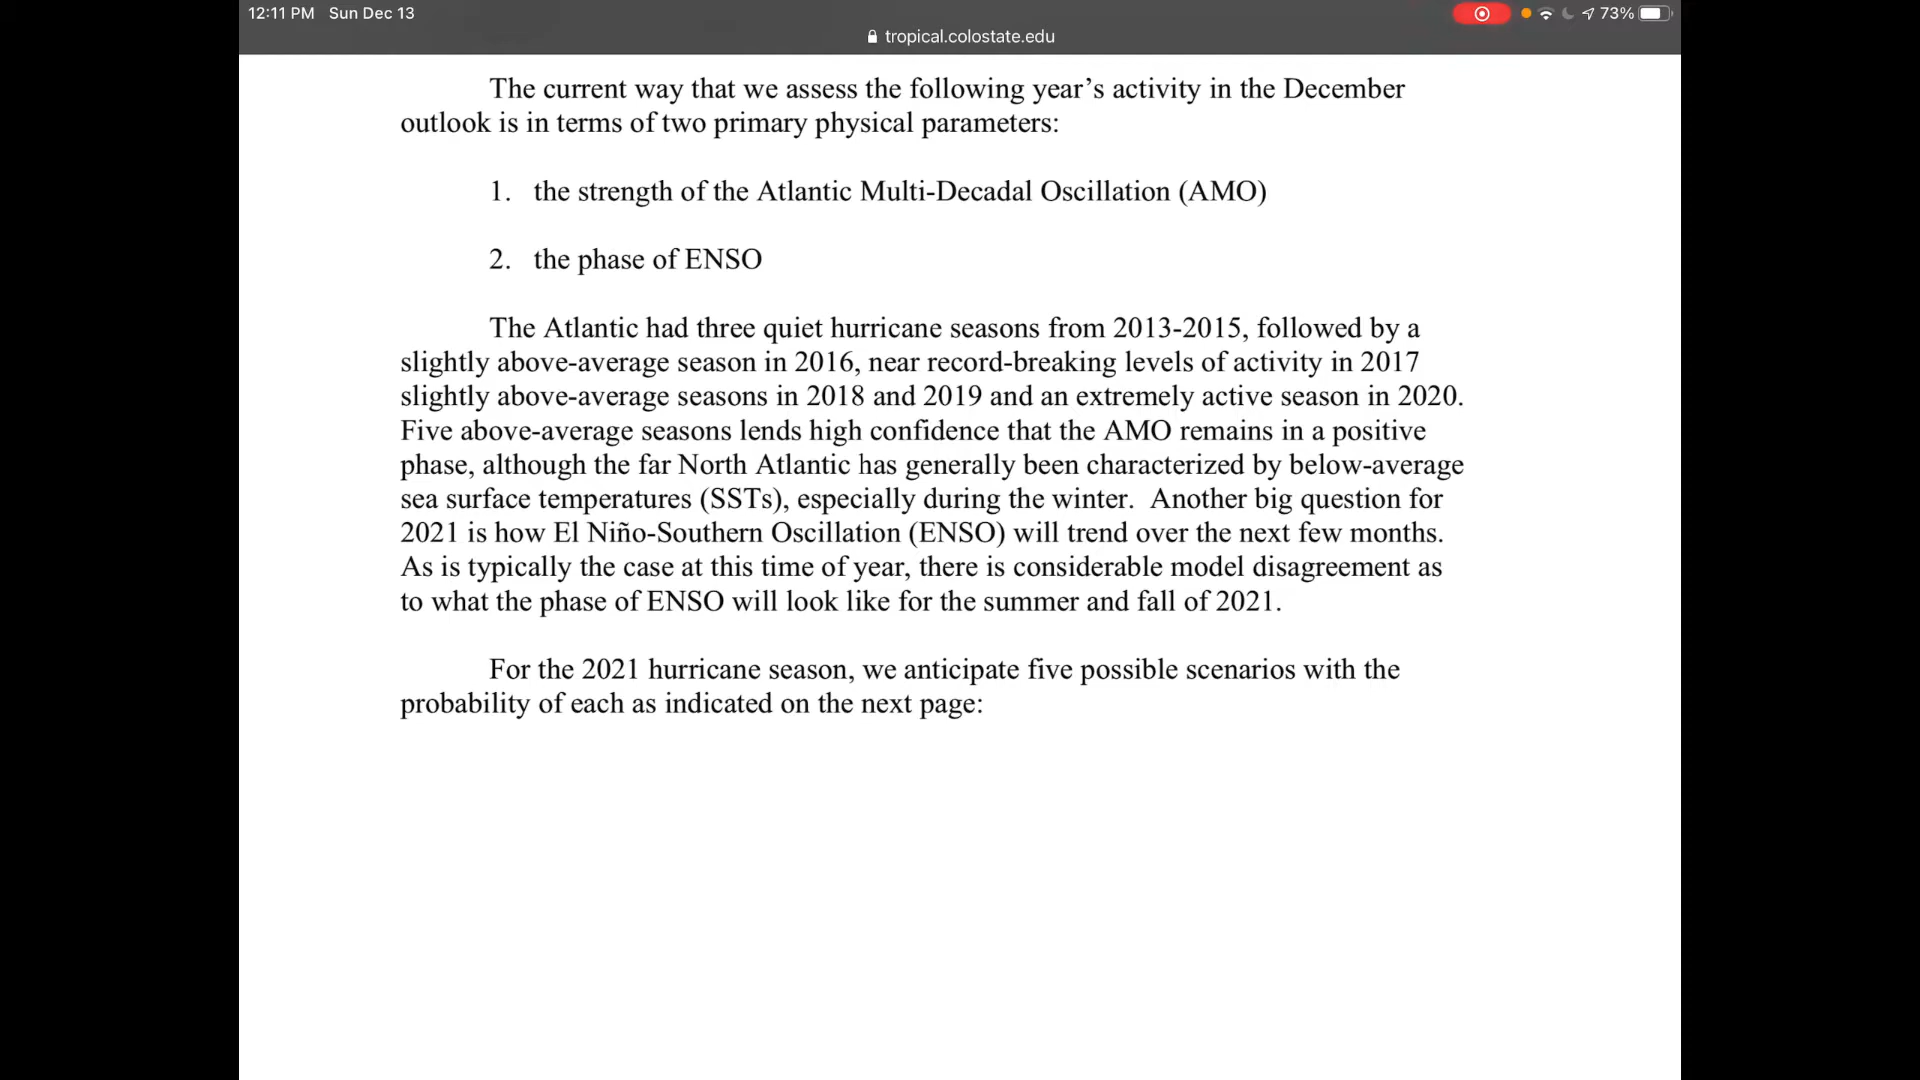 12:11 PM Sun Dec 13
73%
tropical.colostate.edu
The current way that we assess the following year’s activity in the December
outlook is in terms of two primary physical parameters:
1. the strength of the Atlantic Multi-Decadal Oscillation (AMO)
2. the phase of ENSO
The Atlantic had three quiet hurricane seasons from 2013-2015, followed by a
slightly above-average season in 2016, near record-breaking levels of activity in 2017
slightly above-average seasons in 2018 and 2019 and an extremely active season in 2020.
Five above-average seasons lends high confidence that the AMO remains in a positive
phase, although the far North Atlantic has generally been characterized by below-average
sea surface temperatures (SSTs), especially during the winter.  Another big question for
2021 is how El Niño-Southern Oscillation (ENSO) will trend over the next few months.
As is typically the case at this time of year, there is considerable model disagreement as
to what the phase of ENSO will look like for the summer and fall of 2021.
For the 2021 hurricane season, we anticipate five possible scenarios with the
probability of each as indicated on the next page: